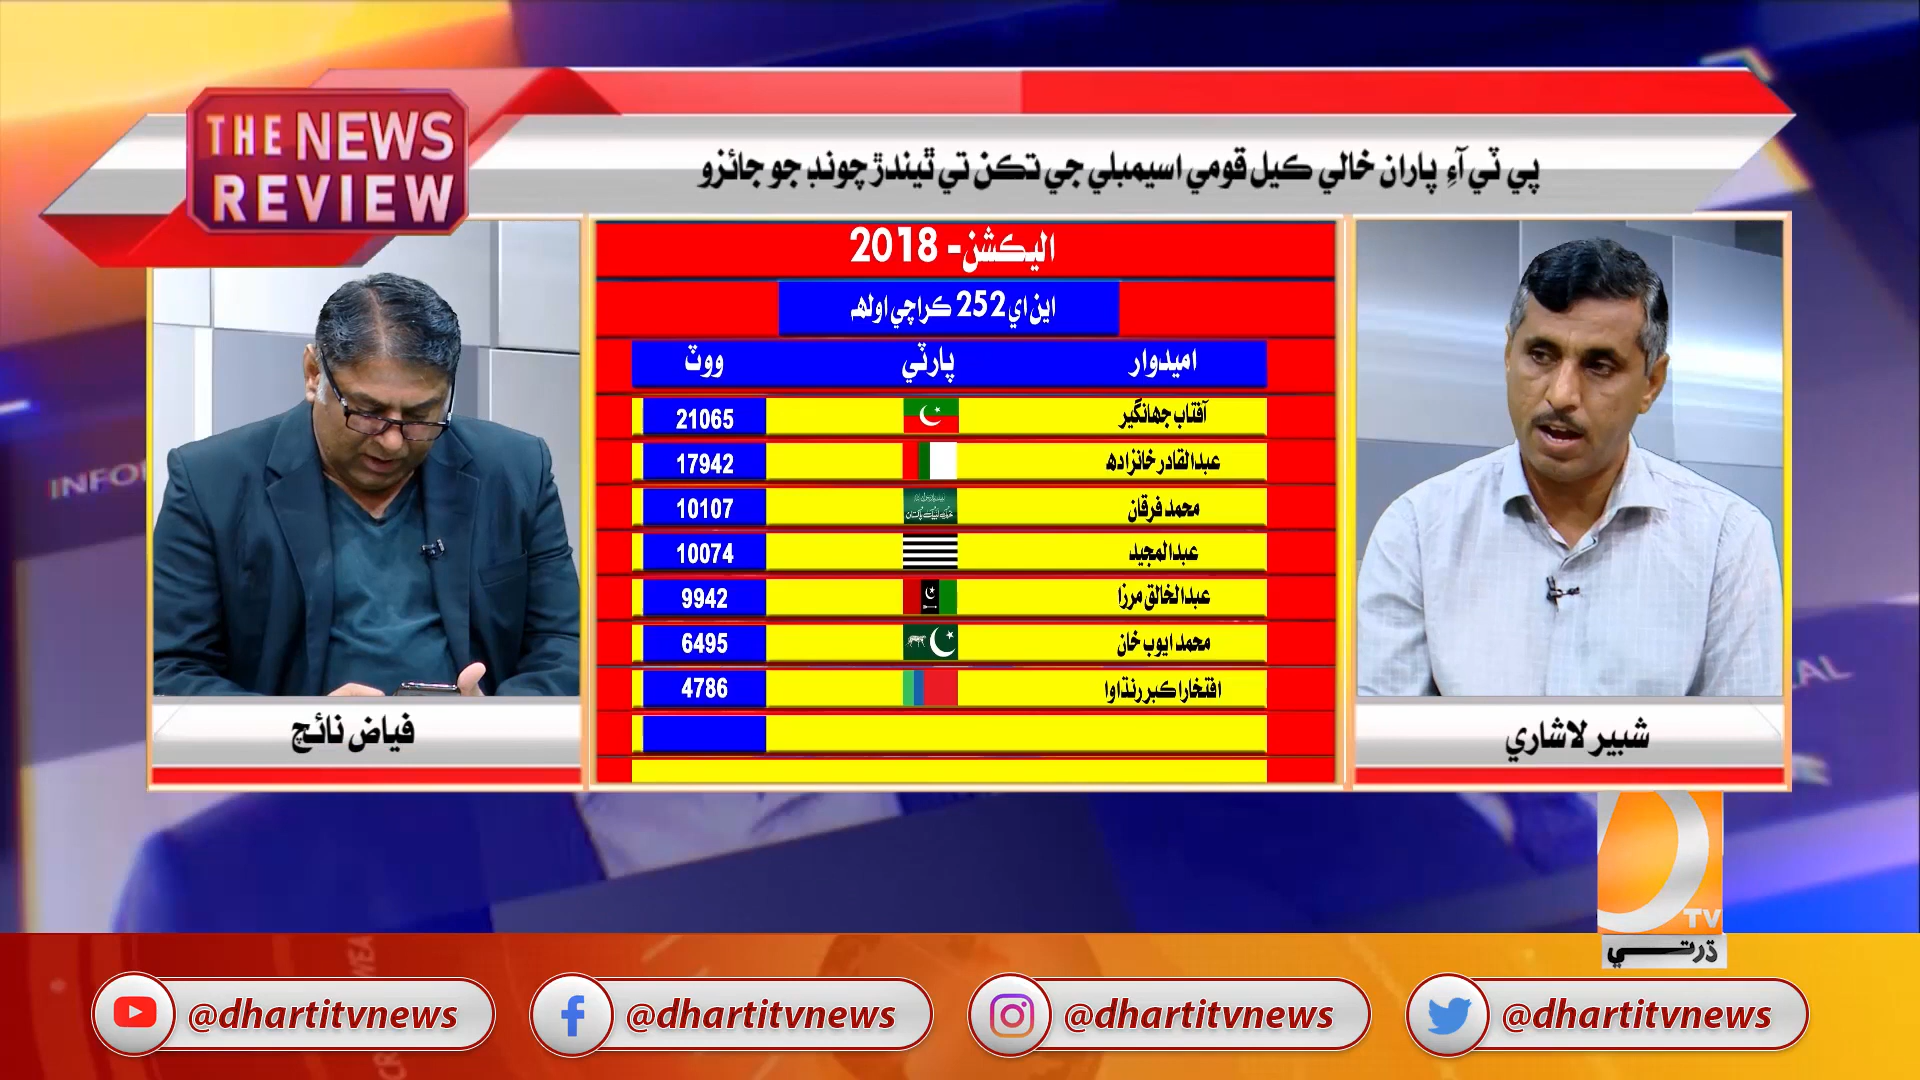 THE NEWS
REVIEW
پي ٽي آءِ پاران خالي ڪيل قومي اسيمبلي جي تڪن تي ٿيندڙ چونڊ جو جائزو
اليڪشن- 2018
اين اي 252 ڪراچي اولهه
اميدوار پارٽي ووٽ
آفتاب جهانگير 21065
عبدالقادر خانزاده 17942
محمد فرقان 10107
عبدالمجيد 10074
عبدالخالق مرزا 9942
محمد ايوب خان 6495
افتخار اڪبر رنڌاوا 4786
فياض نائچ
شبير لاشاري
INFO
TV
ڌرتي
@dhartitvnews
@dhartitvnews
@dhartitvnews
@dhartitvnews